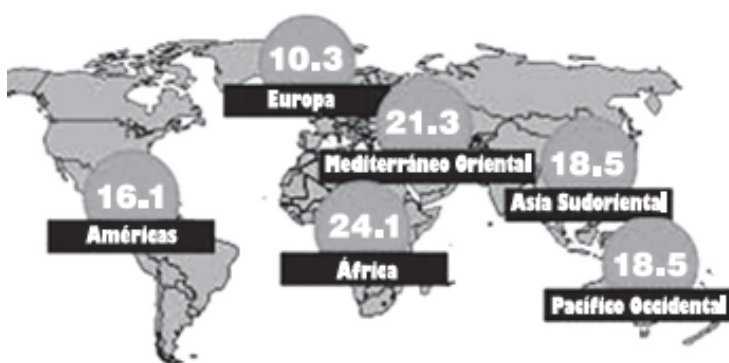 10.3
Europa
21.3
Mediterráneo Oriental
18.5
Asia Sudoriental
16.1
Américas
24.1
África
18.5
Pacífico Occidental